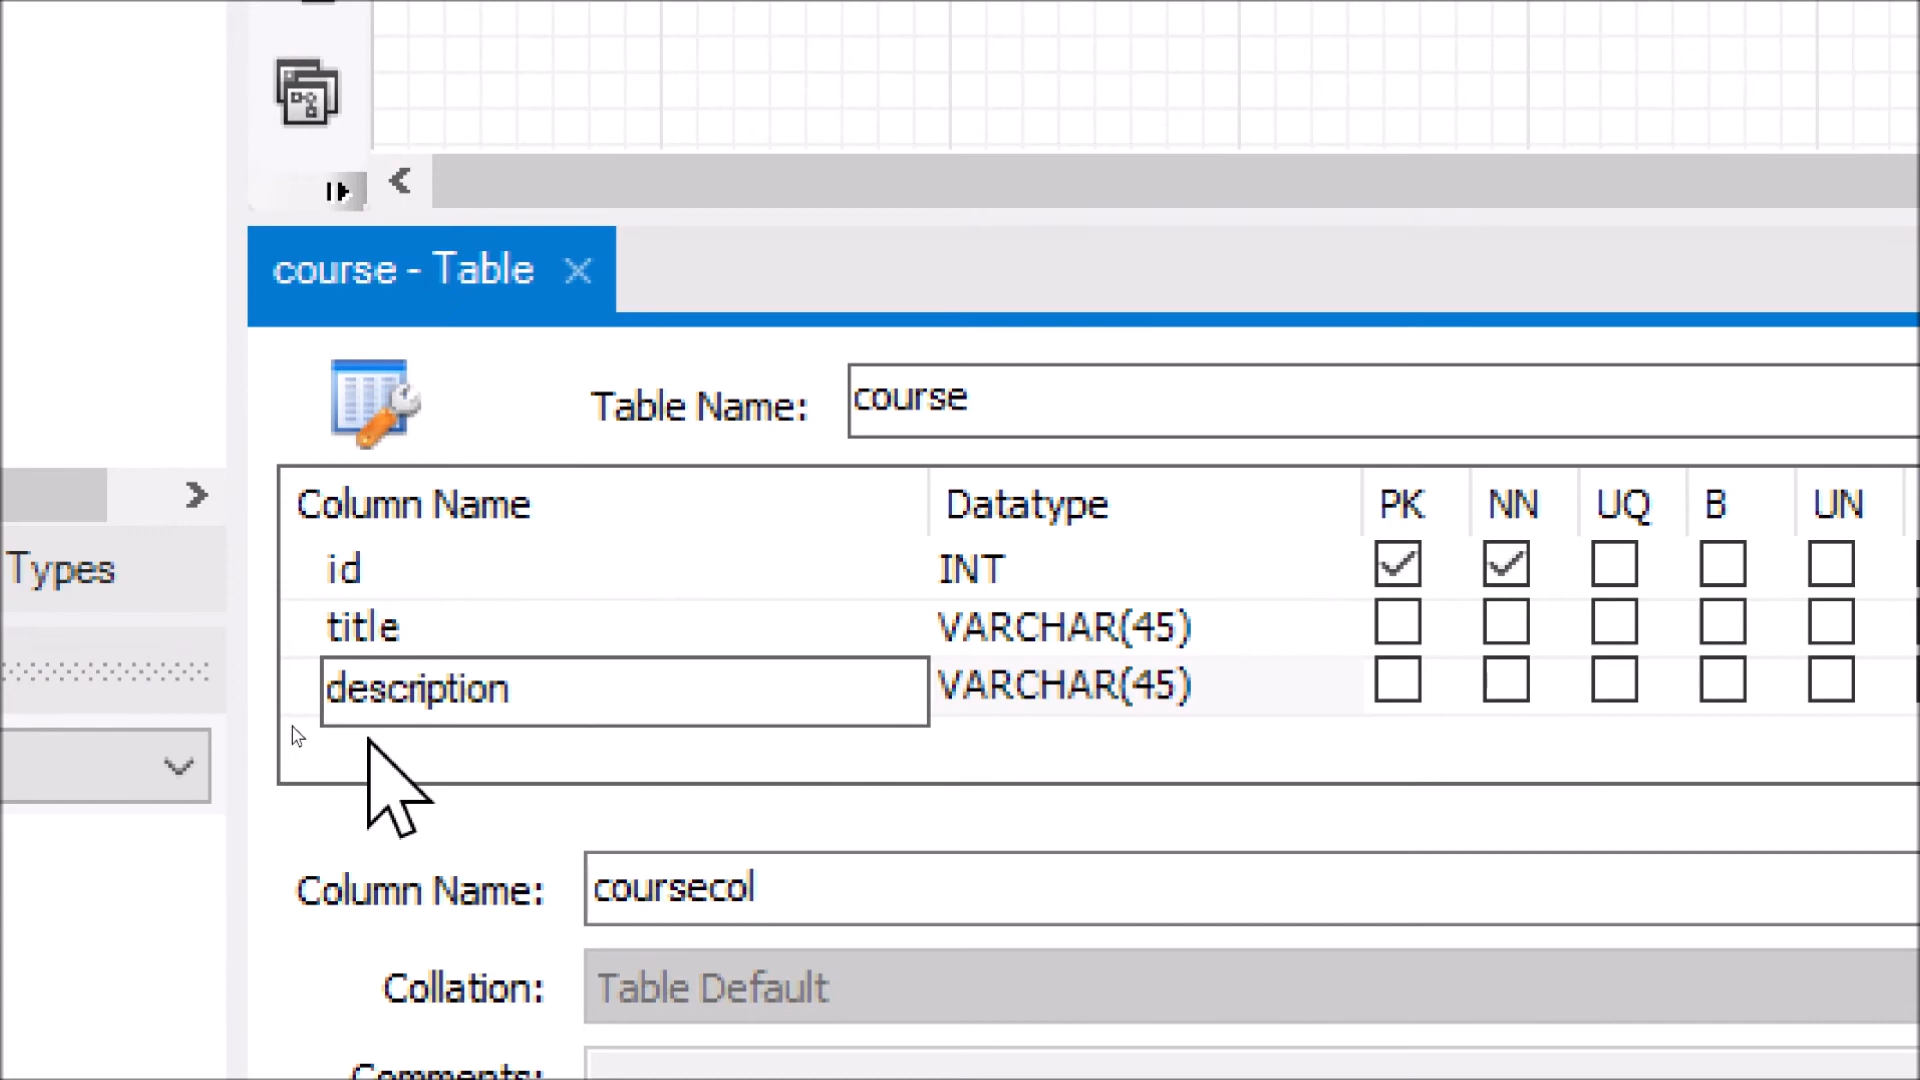 course - Table
Table Name: course
Column Name Datatype PK NN UQ B UN
id INT
Types
title VARCHAR(45)
description VARCHAR(45)
Column Name: coursecol
Collation: Table Default
Comments: